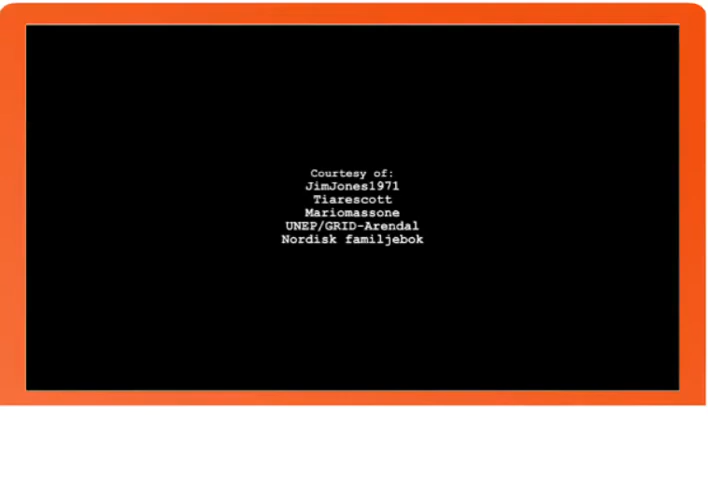 Courtesy of:
JimJones1971
Tiarescott
Mariomassone
UNEP/GRID-Arendal
Nordisk familjebok